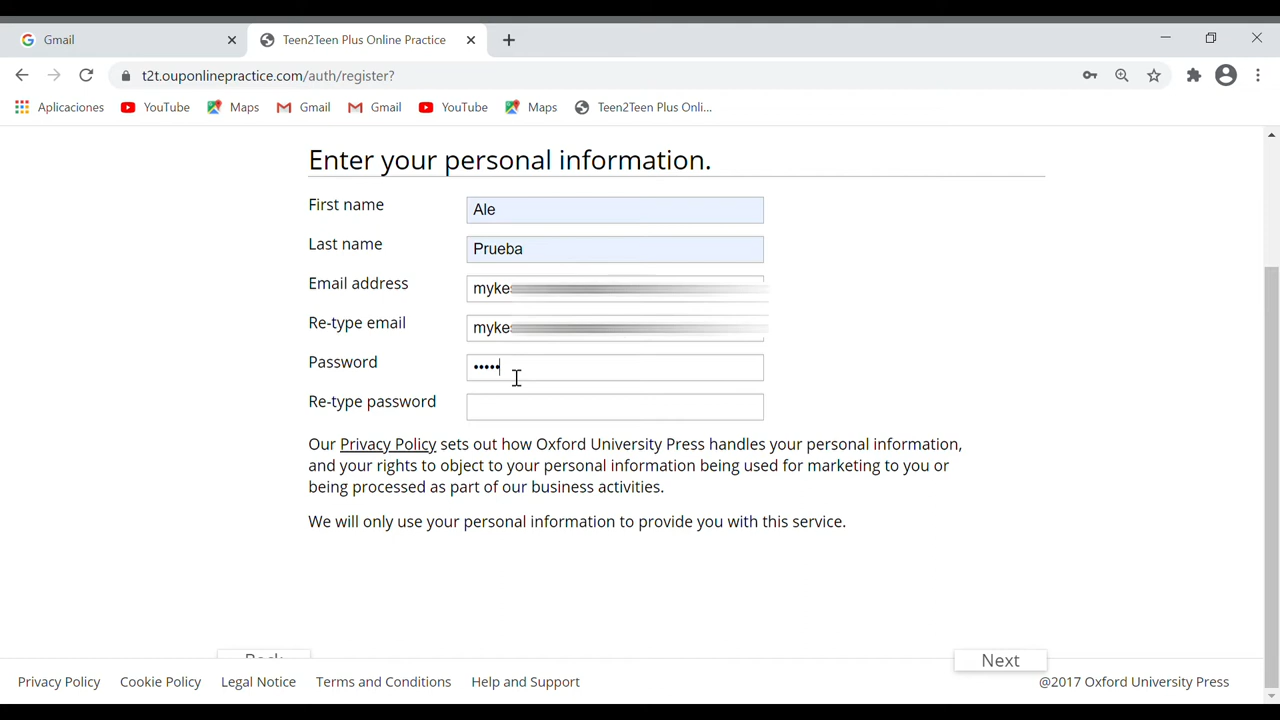 Gmail
Teen2Teen Plus Online Practice
t2t.ouponlinepractice.com/auth/register?
Aplicaciones YouTube Maps Gmail Gmail YouTube Maps Teen2Teen Plus Onli...
Enter your personal information.
First name Ale
Last name Prueba
Email address myke
Re-type email myke
Password •••••
Re-type password
Our Privacy Policy sets out how Oxford University Press handles your personal information,
and your rights to object to your personal information being used for marketing to you or
being processed as part of our business activities.
We will only use your personal information to provide you with this service.
Back Next
Privacy Policy Cookie Policy Legal Notice Terms and Conditions Help and Support @2017 Oxford University Press